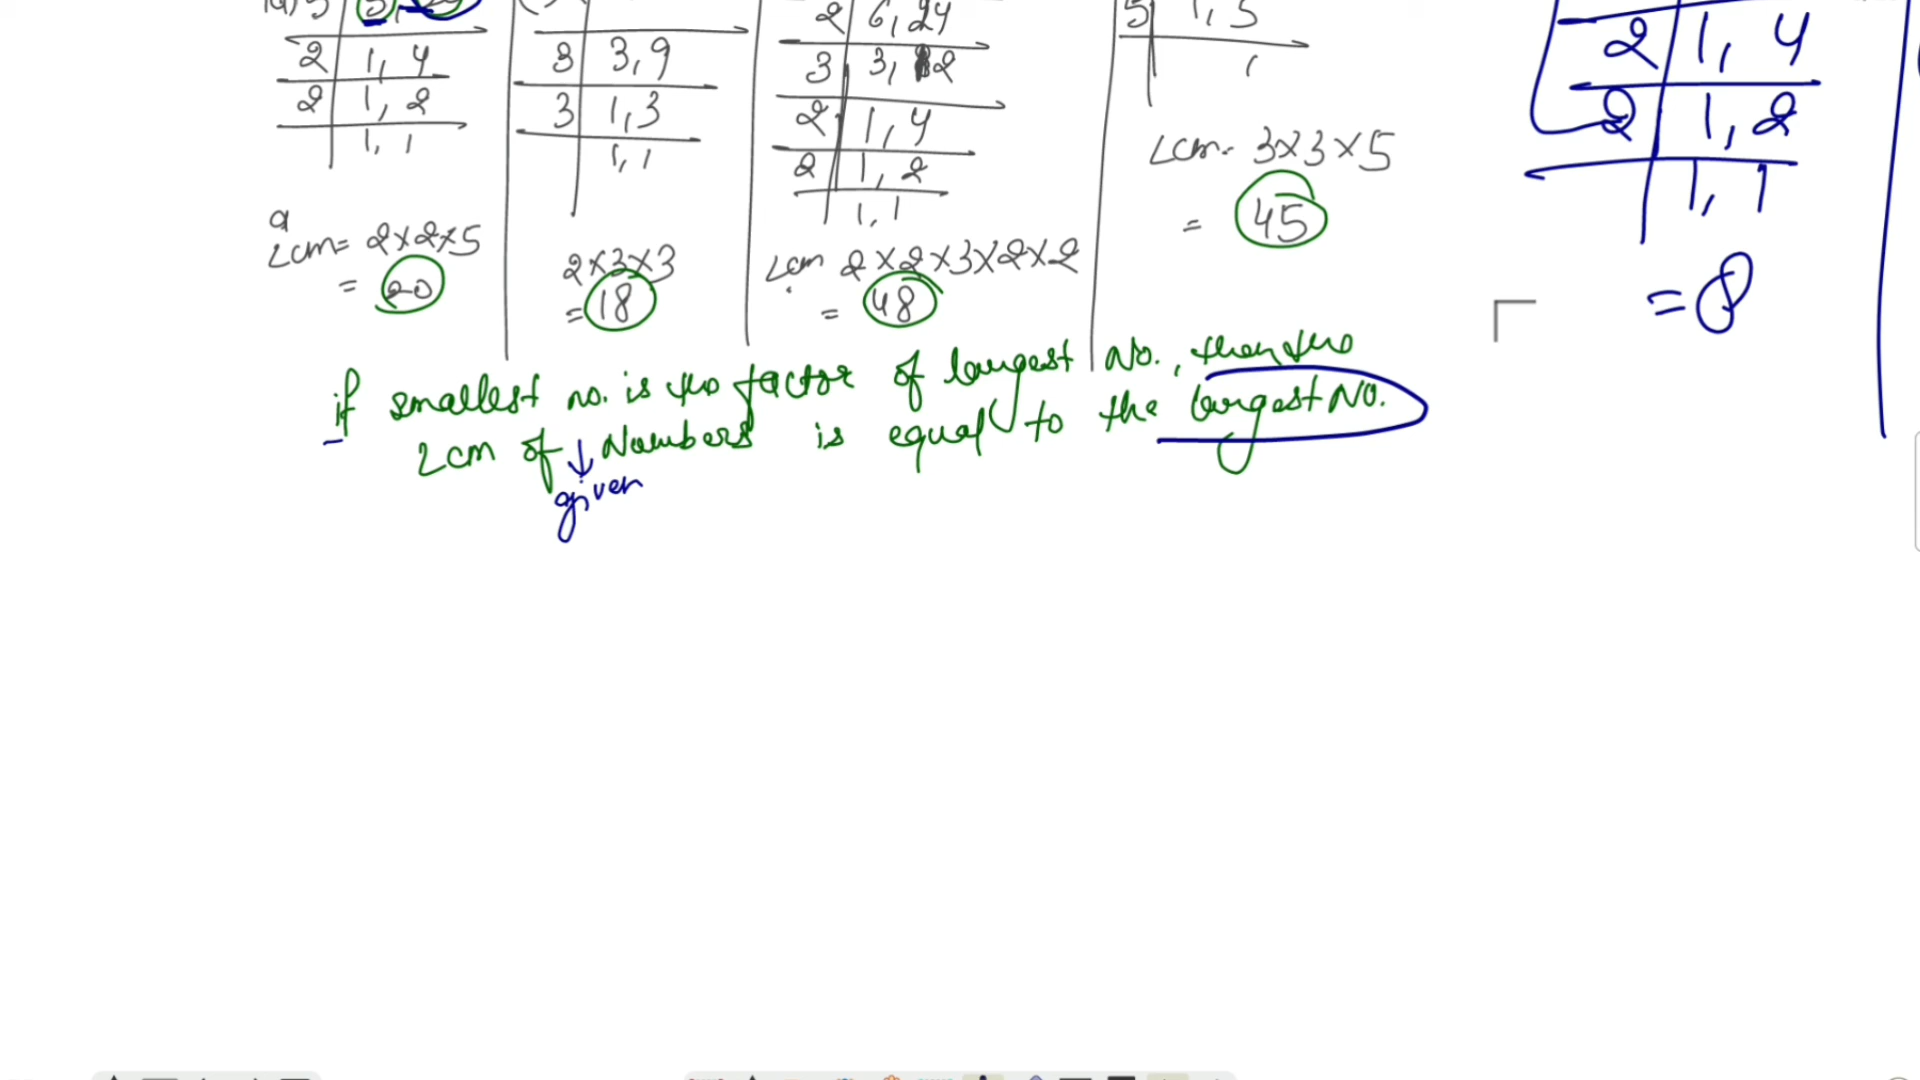 2 | 1, 4
2 | 1, 2
1, 1
LCM = 2×2×5
= 20
3 | 3, 9
3 | 1, 3
1, 1
2×3×3
= 18
2 | 6, 24
3 | 3, 12
2 | 1, 4
2 | 1, 2
1, 1
LCM 2×2×3×2×2
= 48
5 | 1, 5
1
LCM = 3×3×5
= 45
2 | 1, 4
2 | 1, 2
1, 1
= 8
if smallest no. is the factor of largest No., then the
LCM of Numbers is equal to the largest No.
given